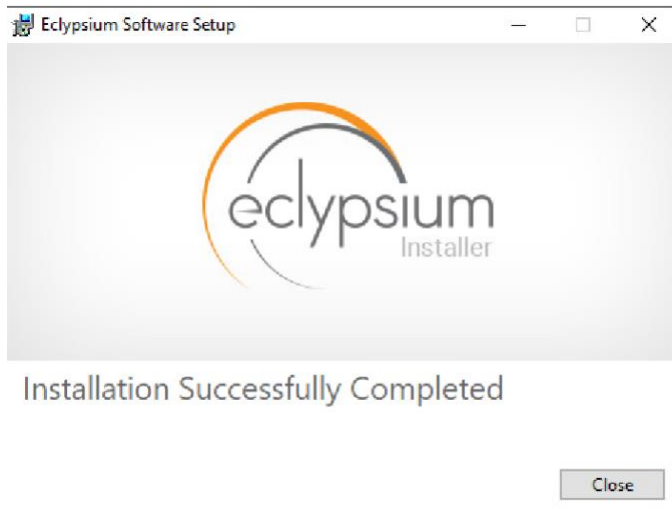 Eclypsium Software Setup
eclypsium
Installer
Installation Successfully Completed
Close